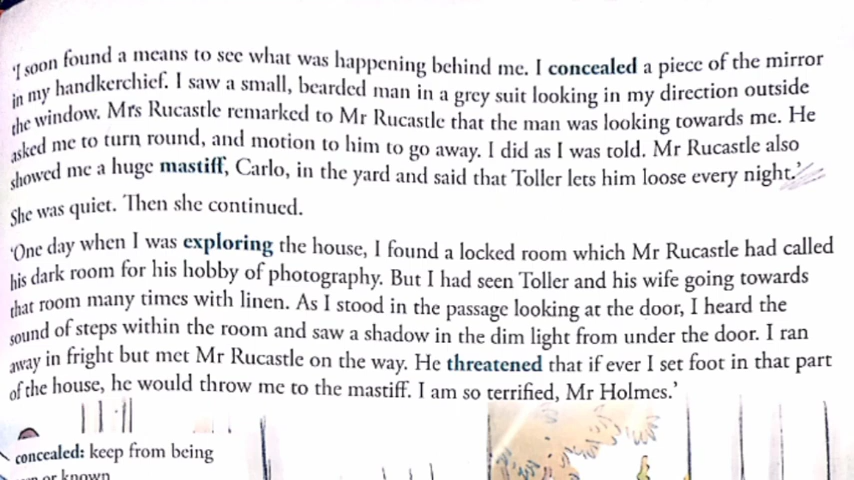 'I soon found a means to see what was happening behind me. I concealed a piece of the mirror
in my handkerchief. I saw a small, bearded man in a grey suit looking in my direction outside
the window. Mrs Rucastle remarked to Mr Rucastle that the man was looking towards me. He
asked me to turn round, and motion to him to go away. I did as I was told. Mr Rucastle also
showed me a huge mastiff, Carlo, in the yard and said that Toller lets him loose every night.'
She was quiet. Then she continued.
'One day when I was exploring the house, I found a locked room which Mr Rucastle had called
his dark room for his hobby of photography. But I had seen Toller and his wife going towards
that room many times with linen. As I stood in the passage looking at the door, I heard the
sound of steps within the room and saw a shadow in the dim light from under the door. I ran
away in fright but met Mr Rucastle on the way. He threatened that if ever I set foot in that part
of the house, he would throw me to the mastiff. I am so terrified, Mr Holmes.'
concealed: keep from being
or known